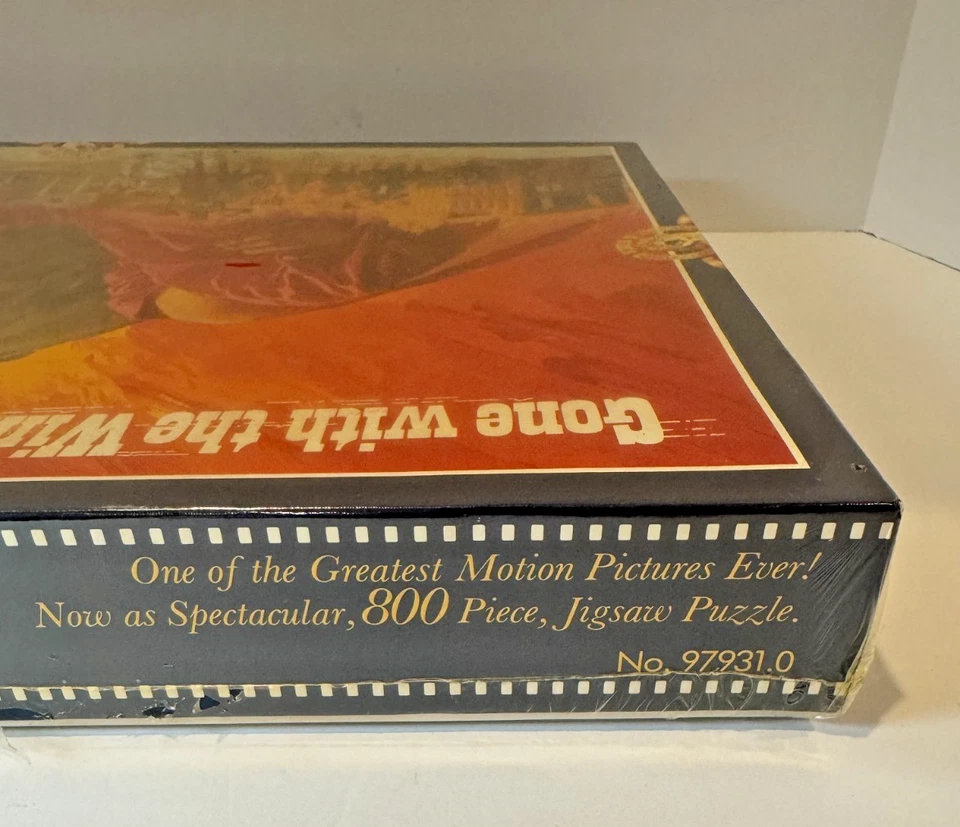 Gone with the Win
One of the Greatest Motion Pictures Ever!
Now as Spectacular, 800 Piece, Jigsaw Puzzle.
No. 97931.0